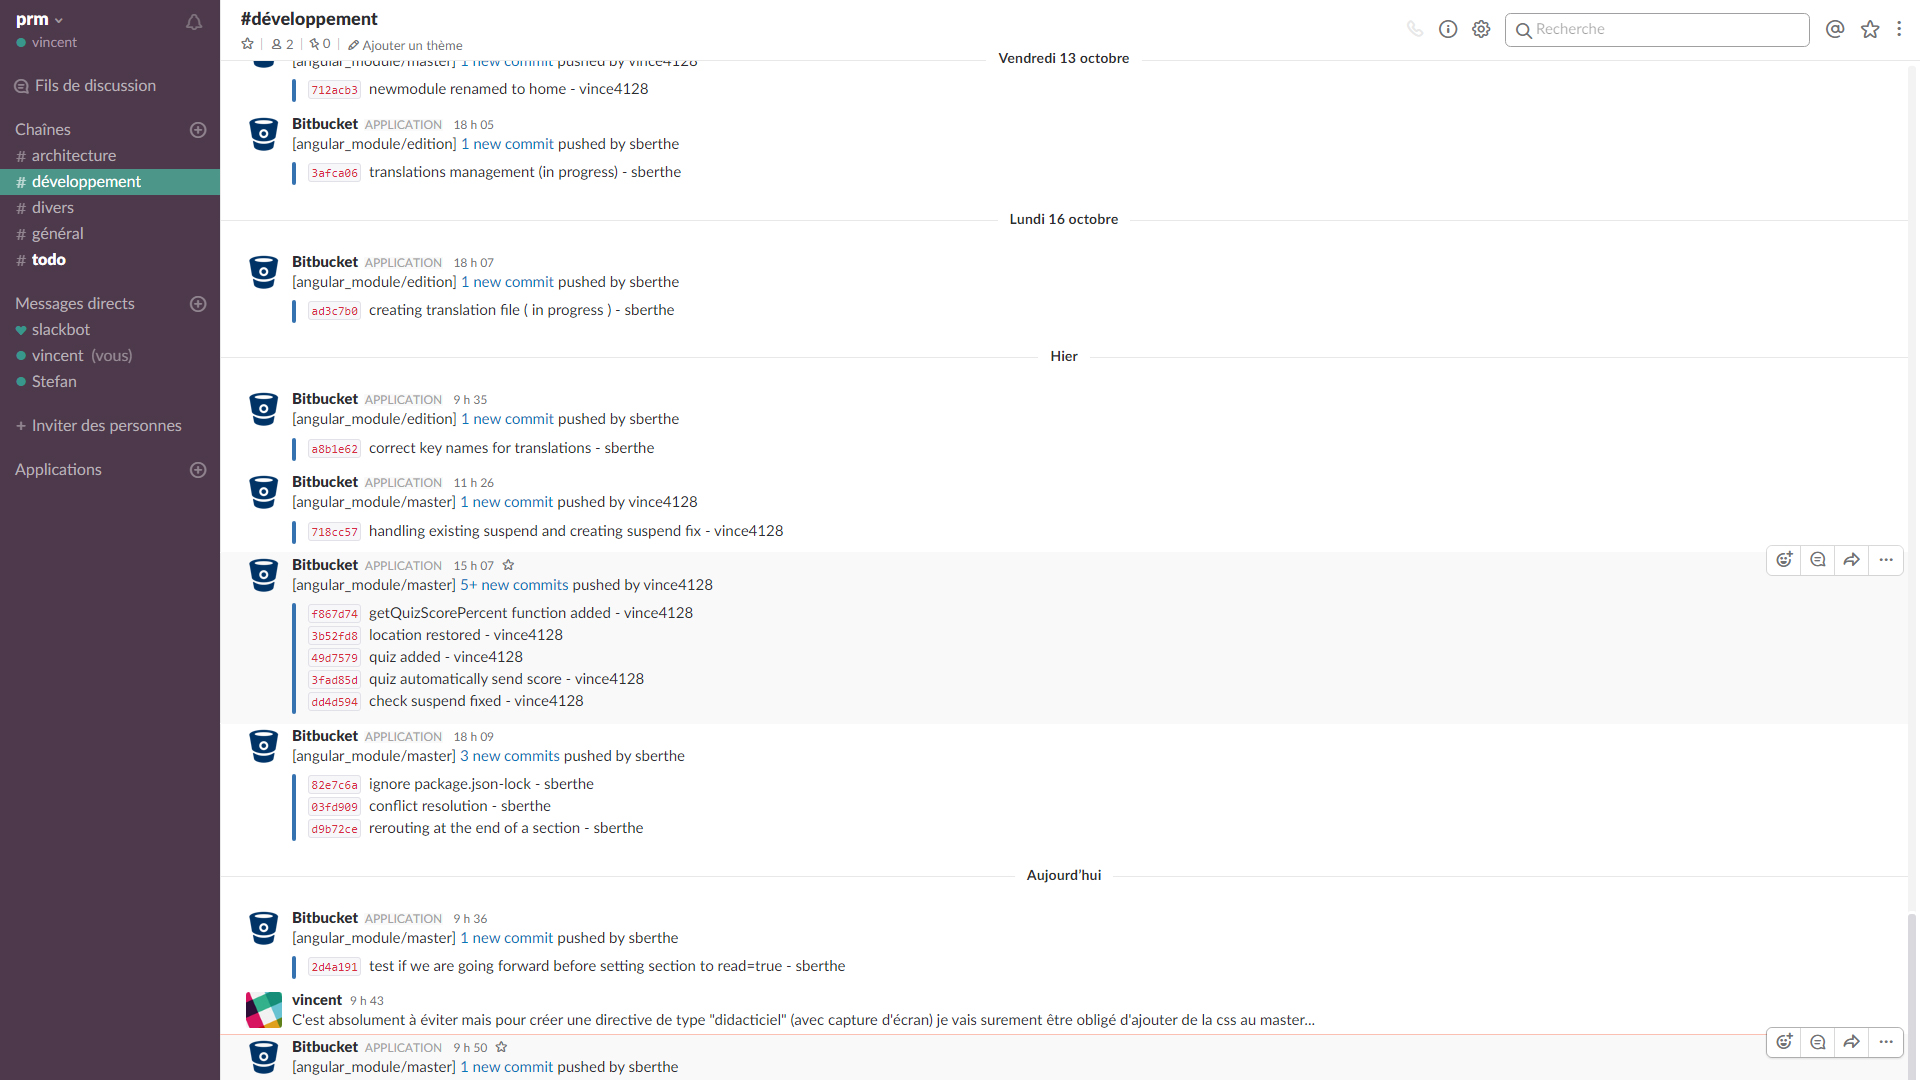 prm
vincent
Fils de discussion
Chaînes
# architecture
# développement
# divers
# général
# todo
Messages directs
slackbot
vincent (vous)
Stefan
+ Inviter des personnes
Applications
#développement
2
0
Ajouter un thème
Recherche
Vendredi 13 octobre
[angular_module/master] 1 new commit pushed by vince4128
712acb3 newmodule renamed to home - vince4128
Bitbucket APPLICATION 18 h 05
[angular_module/edition] 1 new commit pushed by sberthe
3afca06 translations management (in progress) - sberthe
Lundi 16 octobre
Bitbucket APPLICATION 18 h 07
[angular_module/edition] 1 new commit pushed by sberthe
ad3c7b0 creating translation file ( in progress ) - sberthe
Hier
Bitbucket APPLICATION 9 h 35
[angular_module/edition] 1 new commit pushed by sberthe
a8b1e62 correct key names for translations - sberthe
Bitbucket APPLICATION 11 h 26
[angular_module/master] 1 new commit pushed by vince4128
718cc57 handling existing suspend and creating suspend fix - vince4128
Bitbucket APPLICATION 15 h 07
[angular_module/master] 5+ new commits pushed by vince4128
f867d74 getQuizScorePercent function added - vince4128
3b52fd8 location restored - vince4128
49d7579 quiz added - vince4128
3fad85d quiz automatically send score - vince4128
dd4d594 check suspend fixed - vince4128
Bitbucket APPLICATION 18 h 09
[angular_module/master] 3 new commits pushed by sberthe
82e7c6a ignore package.json-lock - sberthe
03fd909 conflict resolution - sberthe
d9b72ce rerouting at the end of a section - sberthe
Aujourd’hui
Bitbucket APPLICATION 9 h 36
[angular_module/master] 1 new commit pushed by sberthe
2d4a191 test if we are going forward before setting section to read=true - sberthe
vincent 9 h 43
C'est absolument à éviter mais pour créer une directive de type "didacticiel" (avec capture d'écran) je vais surement être obligé d'ajouter de la css au master...
Bitbucket APPLICATION 9 h 50
[angular_module/master] 1 new commit pushed by sberthe